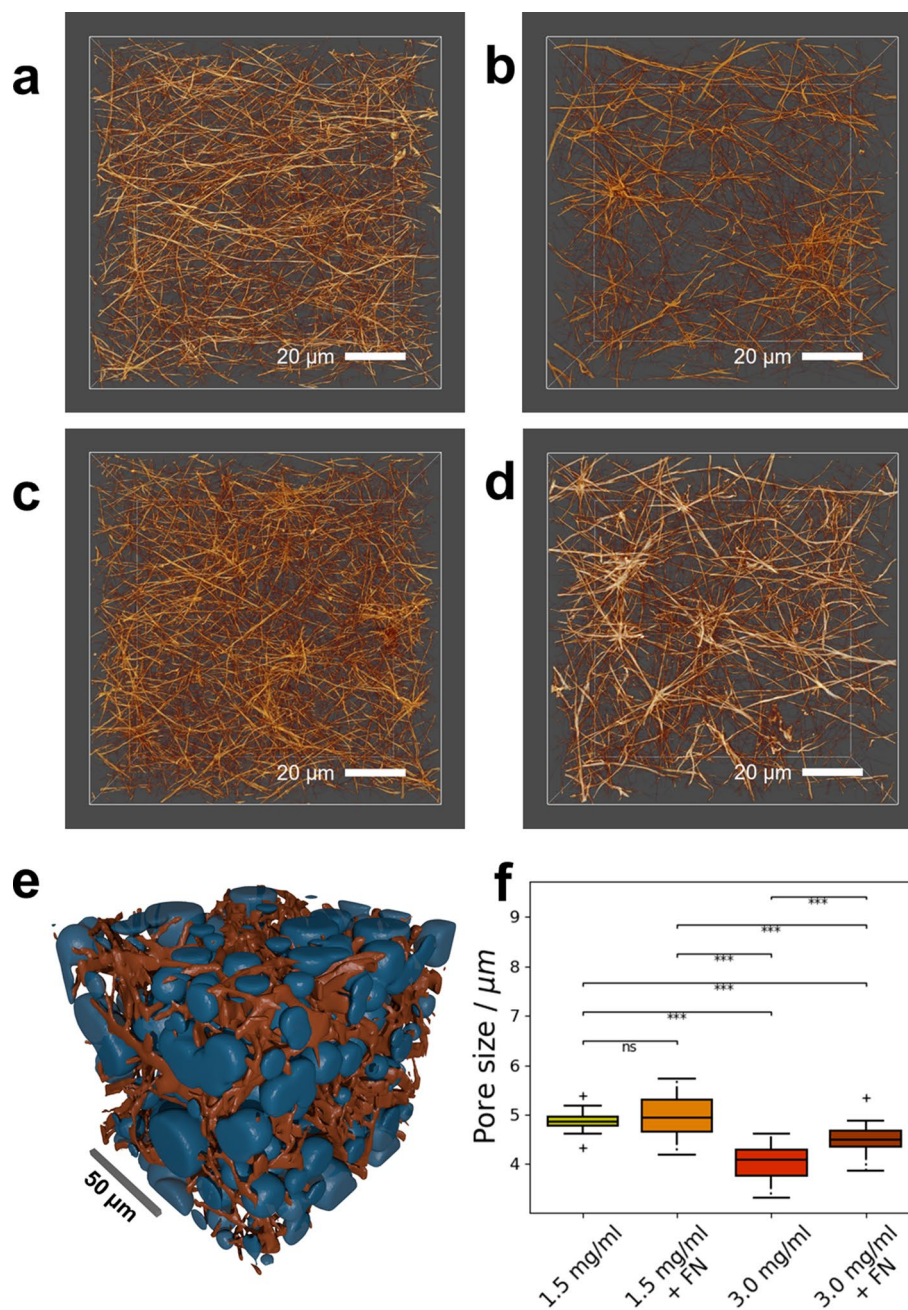 a
b
20 µm
20 µm
c
d
20 µm
20 µm
e
50 µm
f
Pore size / µm
9
8
7
6
5
4
***
***
***
***
***
ns
1.5 mg/ml
1.5 mg/ml
+ FN
3.0 mg/ml
3.0 mg/ml
+ FN